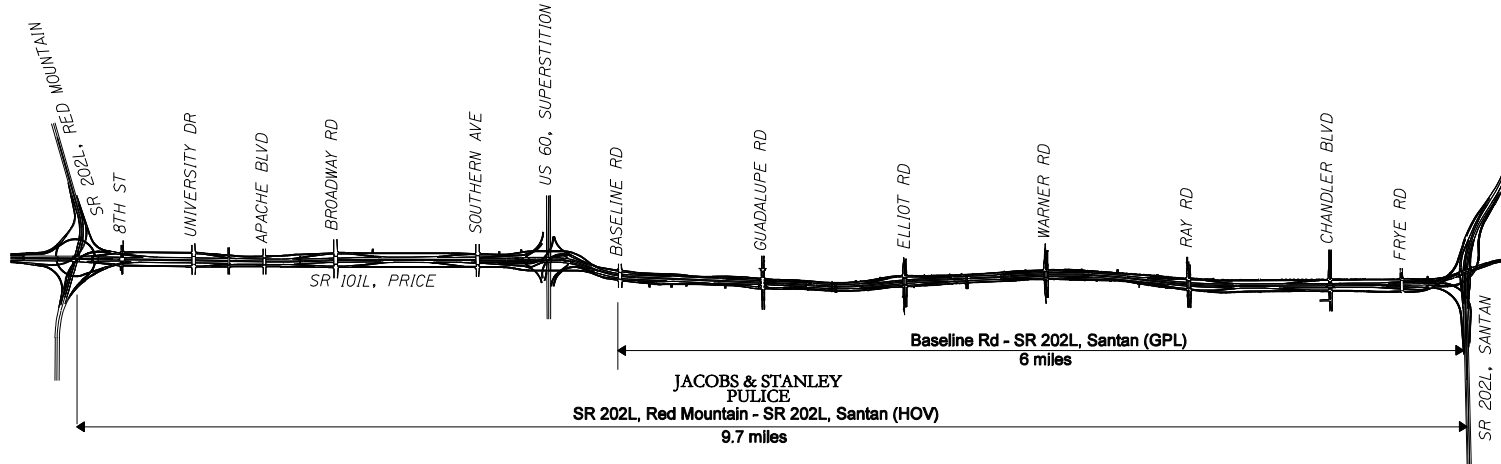 SR 202L, RED MOUNTAIN
8TH ST
UNIVERSITY DR
APACHE BLVD
BROADWAY RD
SOUTHERN AVE
US 60, SUPERSTITION
BASELINE RD
GUADALUPE RD
ELLIOT RD
WARNER RD
RAY RD
CHANDLER BLVD
FRYE RD
SR 101L, PRICE
SR 202L, SANTAN
Baseline Rd - SR 202L, Santan (GPL)
6 miles
JACOBS & STANLEY
PULICE
SR 202L, Red Mountain - SR 202L, Santan (HOV)
9.7 miles